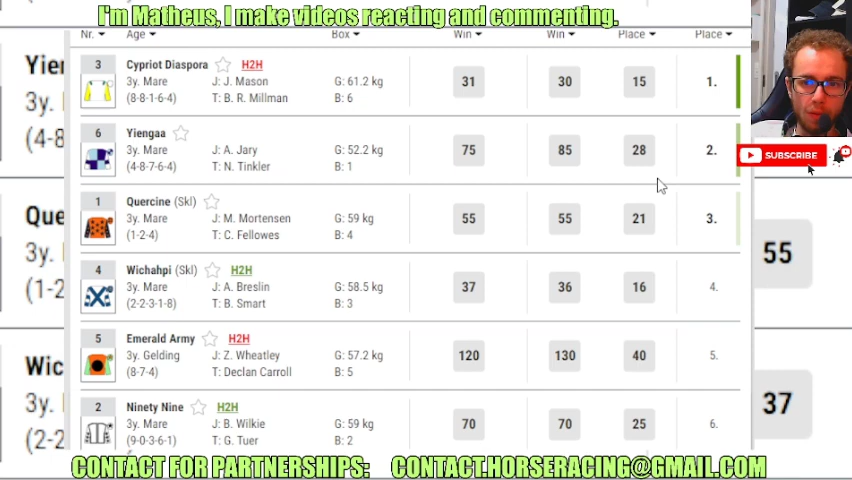 I'm Matheus, I make videos reacting and commenting.
Nr. Age Box Win Win Place Place
3 Cypriot Diaspora H2H
3y. Mare J: J. Mason G: 61.2 kg 31 30 15 1.
(8-8-1-6-4) T: B. R. Millman B: 6
6 Yiengaa
3y. Mare J: A. Jary G: 52.2 kg 75 85 28 2.
(4-8-7-6-4) T: N. Tinkler B: 1
1 Quercine (Skl)
3y. Mare J: M. Mortensen G: 59 kg 55 55 21 3.
(1-2-4) T: C. Fellowes B: 4
4 Wichahpi (Skl) H2H
3y. Mare J: A. Breslin G: 58.5 kg 37 36 16 4.
(2-2-3-1-8) T: B. Smart B: 3
5 Emerald Army H2H
3y. Gelding J: Z. Wheatley G: 57.2 kg 120 130 40 5.
(8-7-4) T: Declan Carroll B: 5
2 Ninety Nine H2H
3y. Mare J: B. Wilkie G: 59 kg 70 70 25 6.
(9-0-3-6-1) T: G. Tuer B: 2
Yier
3y.
(4-8
Que
3y.
(1-2
Wic
3y.
(2-2
SUBSCRIBE
55
37
CONTACT FOR PARTNERSHIPS: CONTACT.HORSERACING@GMAIL.COM